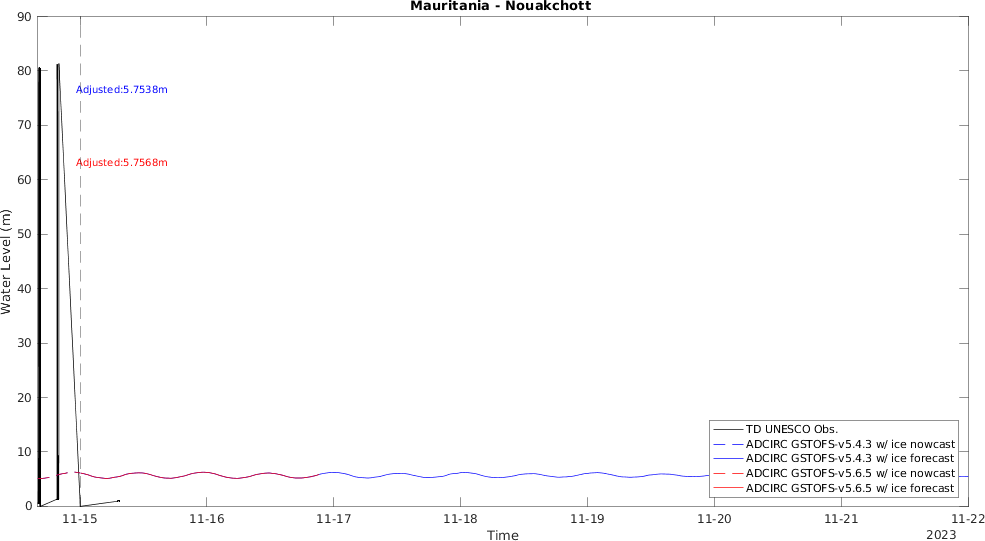 Mauritania - Nouakchott
90
80
70
60
50
40
30
20
10
0
Water Level (m)
Adjusted:5.7538m
Adjusted:5.7568m
TD UNESCO Obs.
ADCIRC GSTOFS-v5.4.3 w/ ice nowcast
ADCIRC GSTOFS-v5.4.3 w/ ice forecast
ADCIRC GSTOFS-v5.6.5 w/ ice nowcast
ADCIRC GSTOFS-v5.6.5 w/ ice forecast
11-15 11-16 11-17 11-18 11-19 11-20 11-21 11-22
Time
2023